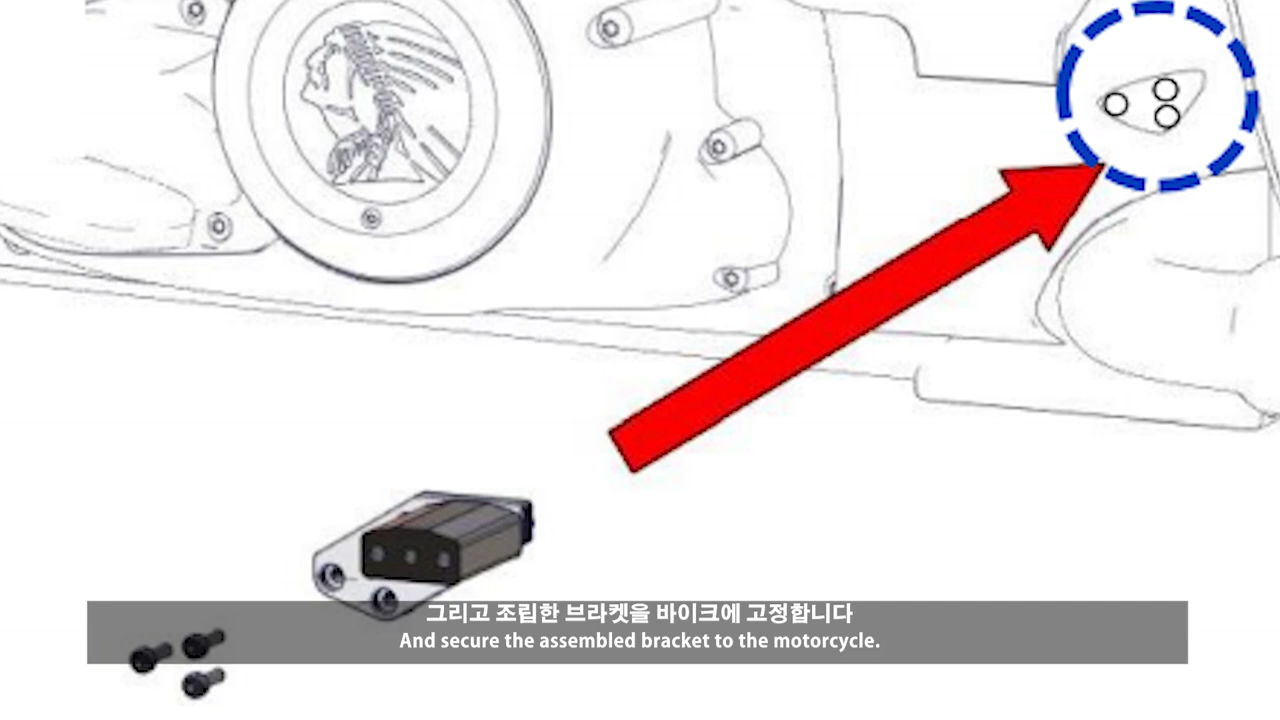 그리고 조립한 브라켓을 바이크에 고정합니다
And secure the assembled bracket to the motorcycle.